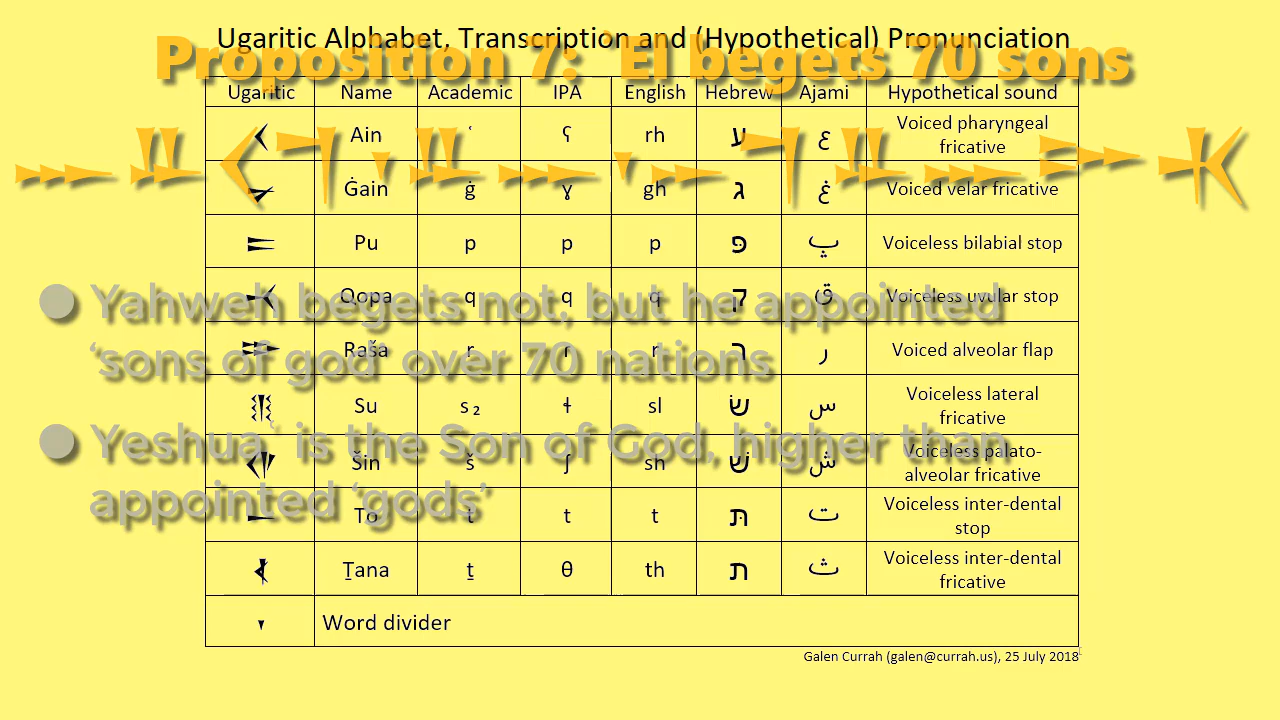 Ugaritic Alphabet, Transcription and (Hypothetical) Pronunciation
Proposition 7: ʾEl begets 70 sons
Ugaritic Name Academic IPA English Hebrew Ajami Hypothetical sound
𐎓 Ain ʿ ʕ rh ע ع Voiced pharyngeal fricative
𐎙 Ġain ġ ɣ gh ג غ Voiced velar fricative
𐎔 Pu p p p פּ پ Voiceless bilabial stop
𐎖 Qopa q q q ק ق Voiceless uvular stop
𐎗 Raša r r r ר ر Voiced alveolar flap
𐎝 Su s₂ ɬ sl שׂ س Voiceless lateral fricative
𐎌 Šin š ʃ sh שׁ ش Voiceless palato-alveolar fricative
𐎚 To t t t תּ ت Voiceless inter-dental stop
𐎘 Ṯana ṯ θ th ת ث Voiceless inter-dental fricative
𐎟 Word divider
Galen Currah (galen@currah.us), 25 July 2018
Yahweh begets not, but he appointed
‘sons of god’ over 70 nations
Yeshuaʿ is the Son of God, higher than
appointed ‘gods’